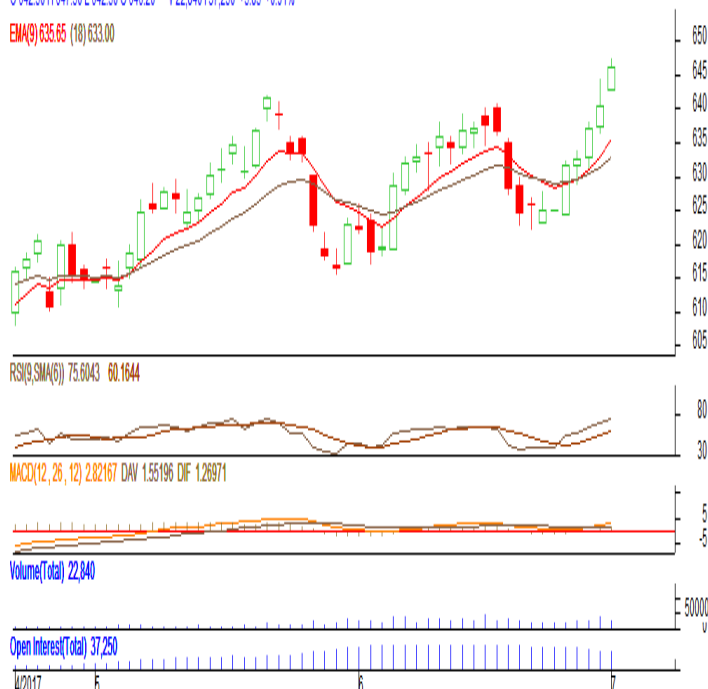 EMA(9) 635.65 (18) 633.00
650
645
640
635
630
625
620
615
610
605
RSI(9,SMA(6)) 75.6043 60.1644
80
30
MACD(12, 26, 12) 2.82167 DAV 1.55196 DIF 1.26971
5
-5
Volume(Total) 22,840
50000
0
Open Interest(Total) 37,250
4/2017 5 6 7